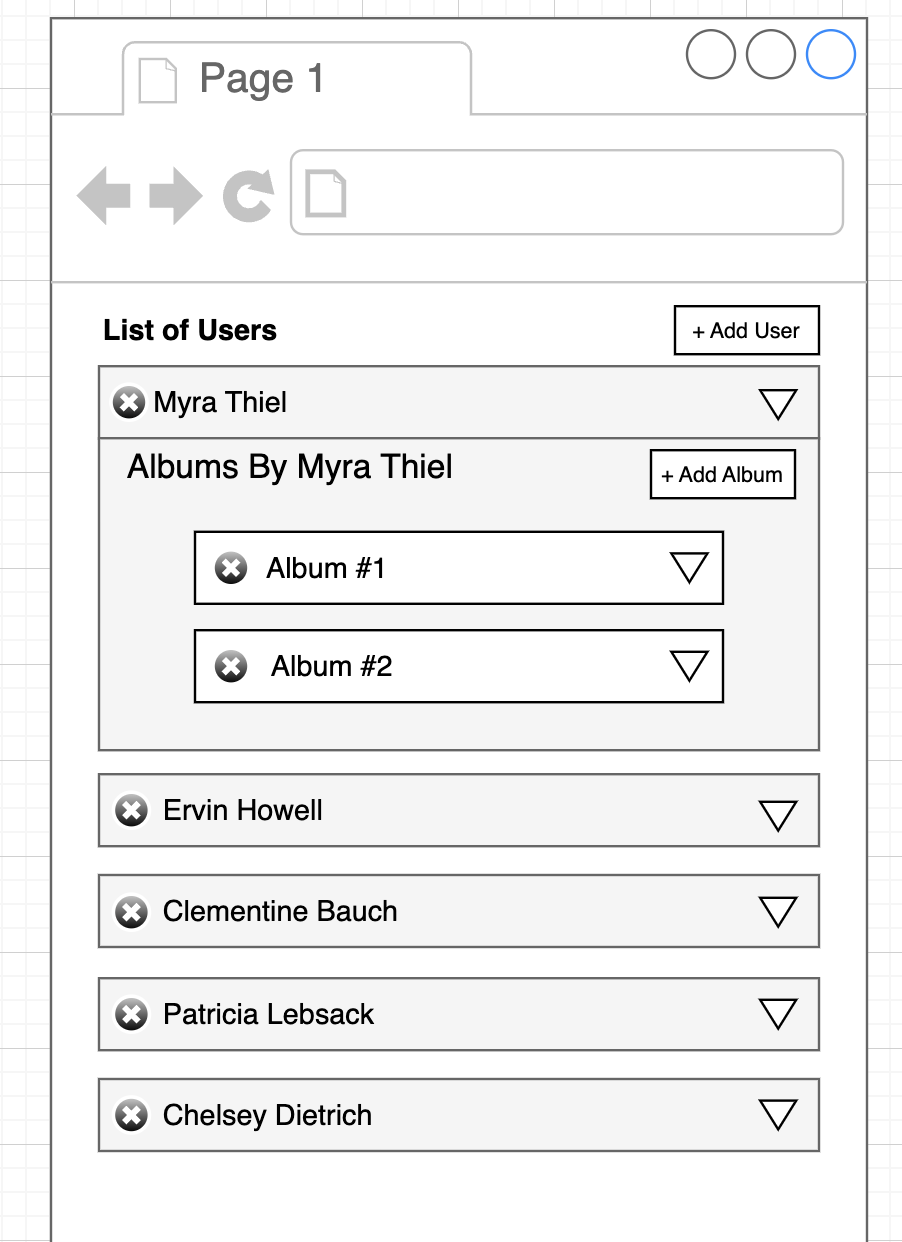 Page 1
List of Users
+ Add User
Myra Thiel
Albums By Myra Thiel
+ Add Album
Album #1
Album #2
Ervin Howell
Clementine Bauch
Patricia Lebsack
Chelsey Dietrich